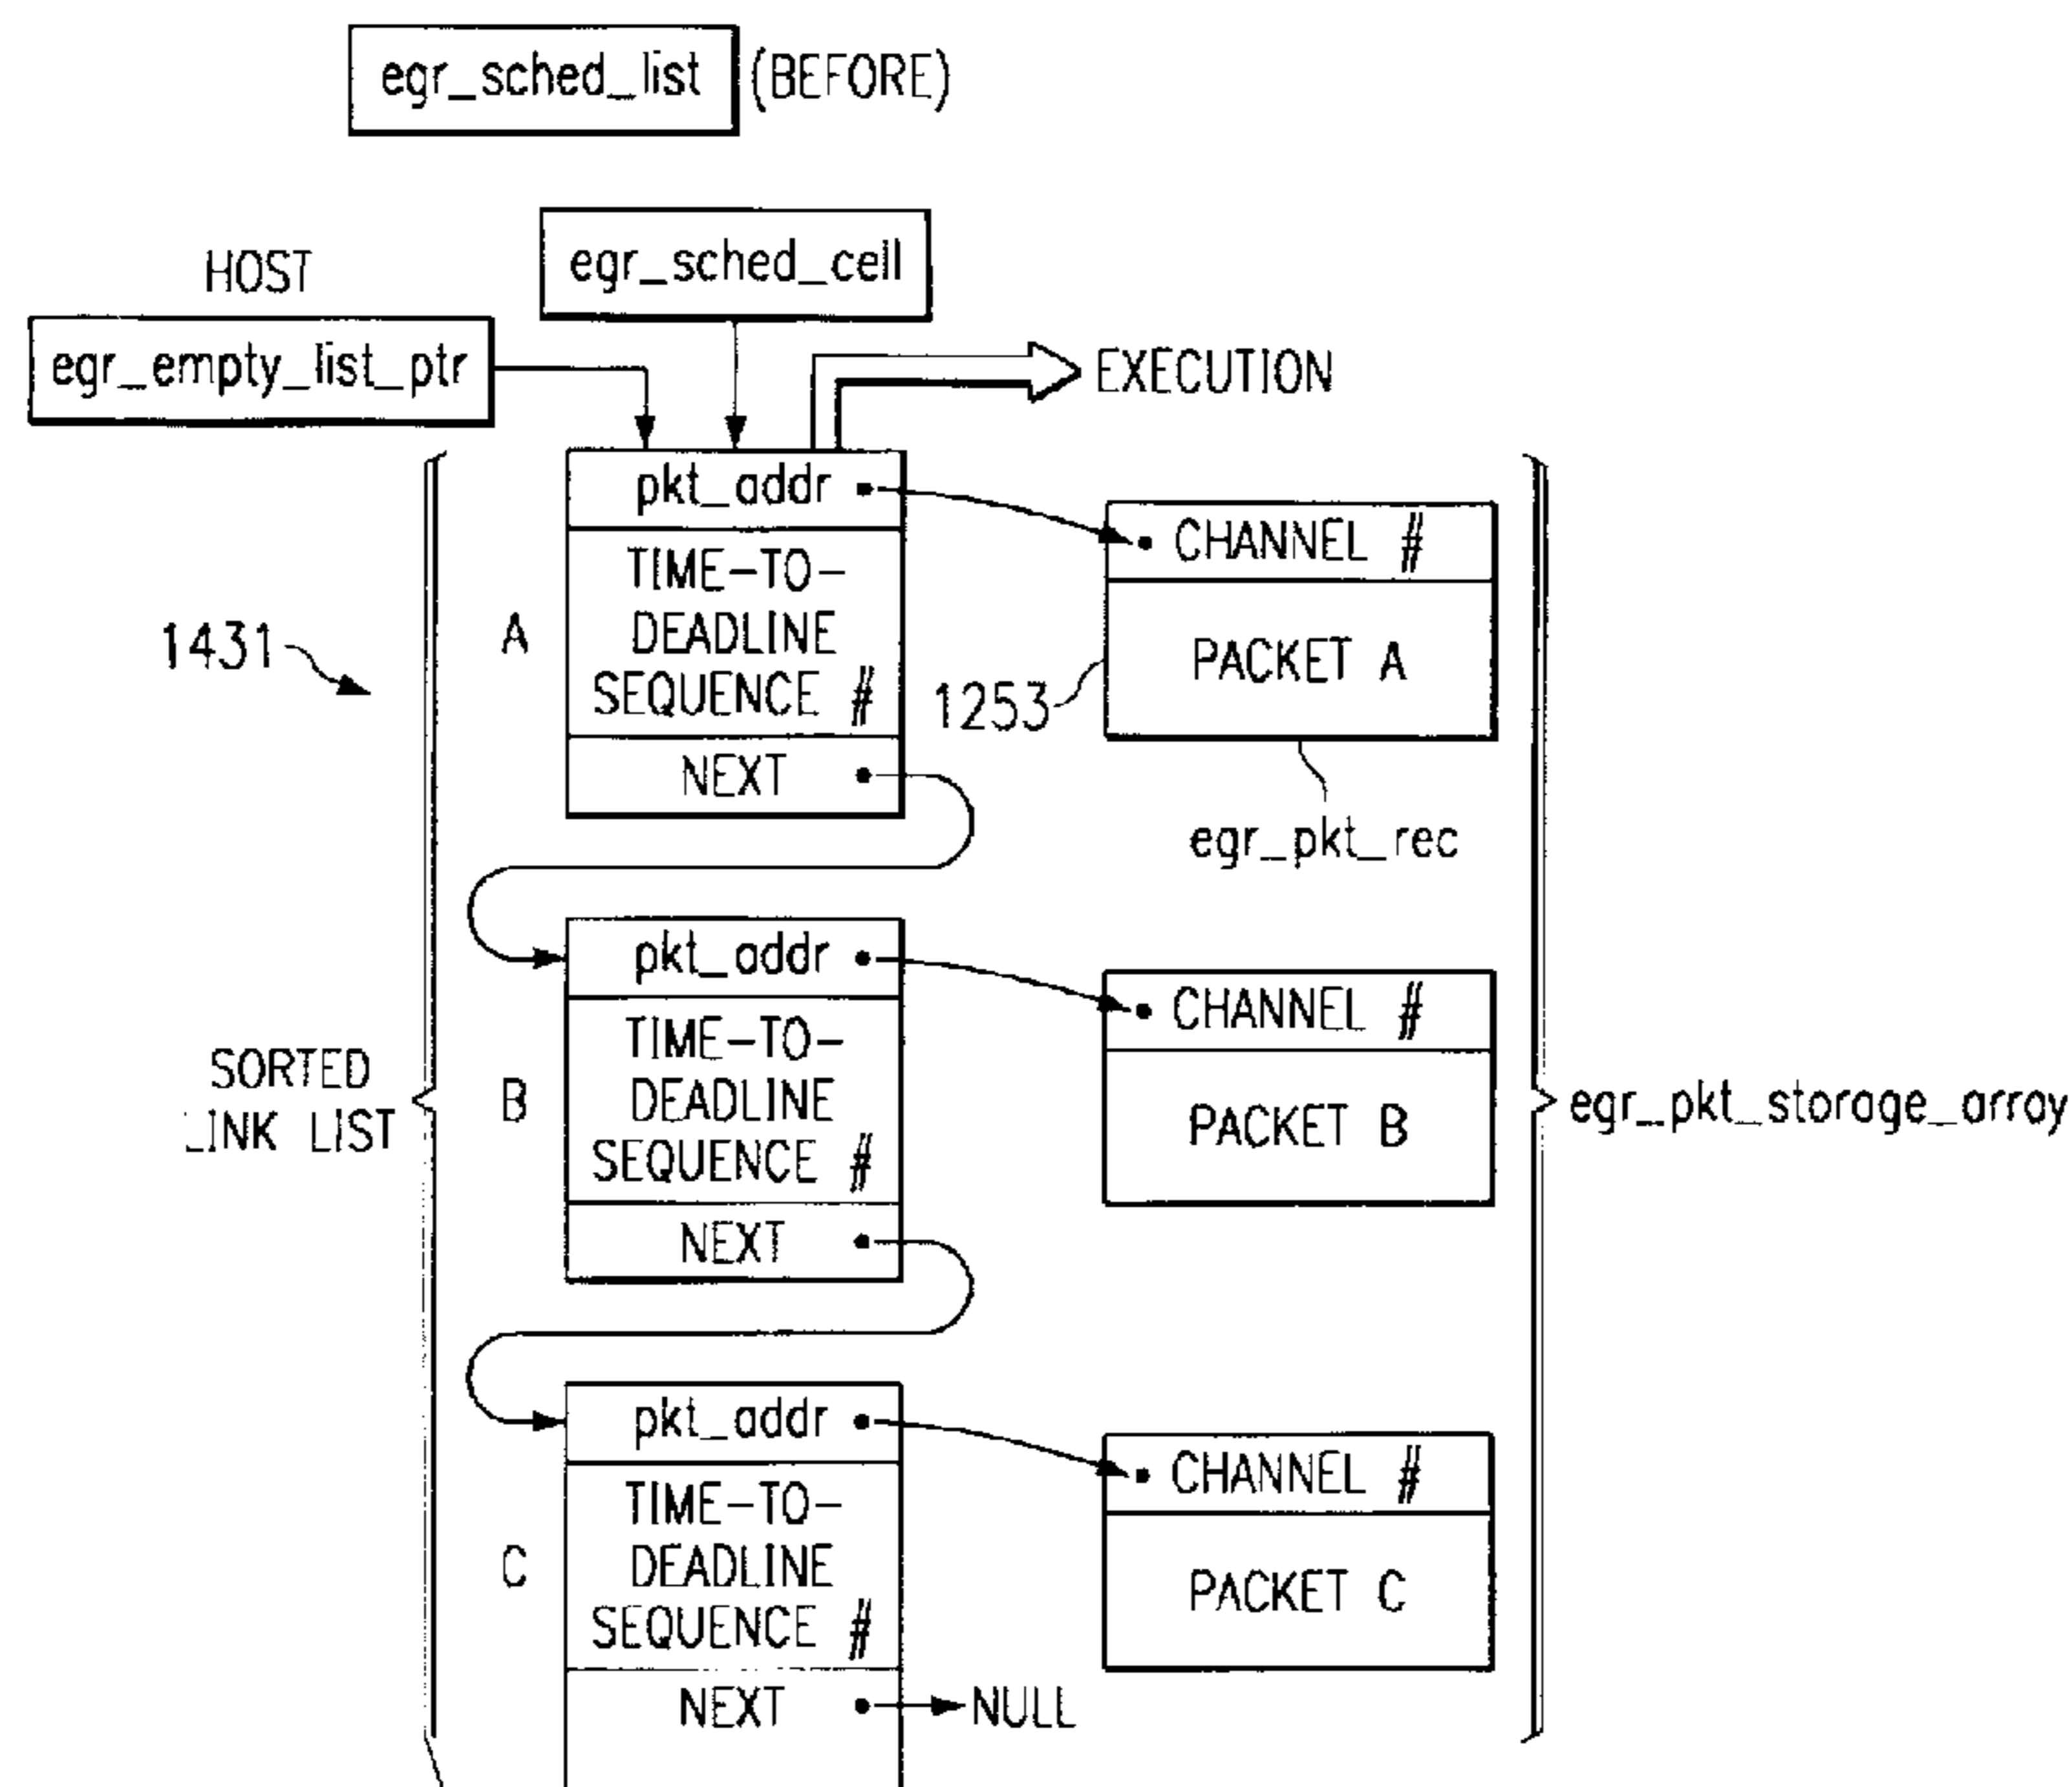 egr_sched_list (BEFORE)
egr_sched_cell
HOST
egr_empty_list_ptr
EXECUTION
pkt_addr
CHANNEL #
TIME-TO-
DEADLINE
SEQUENCE #
A
PACKET A
1431
1253
NEXT
egr_pkt_rec
pkt_addr
CHANNEL #
TIME-TO-
DEADLINE
SEQUENCE #
B
PACKET B
SORTED
LINK LIST
egr_pkt_storage_array
NEXT
pkt_addr
CHANNEL #
TIME-TO-
DEADLINE
SEQUENCE #
C
PACKET C
NEXT
NULL